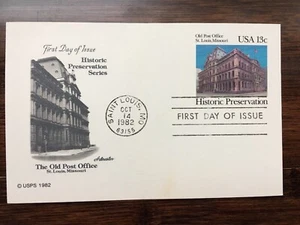 First Day of Issue
Historic
Preservation
Series
Artmaster
The Old Post Office
St. Louis, Missouri
© USPS 1982
SAINT LOUIS, MO
OCT
14
1982
63155
Old Post Office
St. Louis, Missouri
USA 13c
Historic Preservation
FIRST DAY OF ISSUE